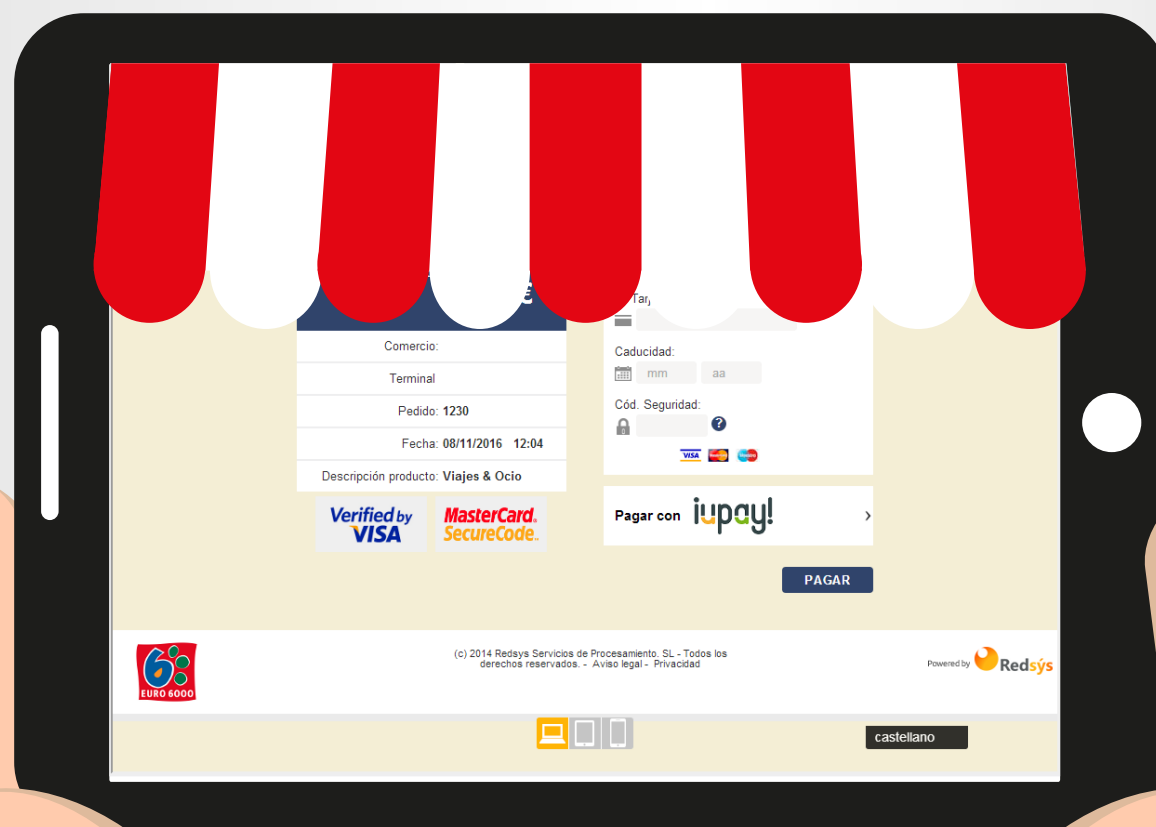 €
Comercio:
Terminal
Pedido: 1230
Fecha: 08/11/2016 12:04
Descripción producto: Viajes & Ocio
Verified by
VISA
MasterCard.
SecureCode.
Caducidad:
mm aa
Cód. Seguridad:
?
VISA
Pagar con iupay! ›
PAGAR
6
EURO 6000
(c) 2014 Redsys Servicios de Procesamiento. SL - Todos los
derechos reservados. - Aviso legal - Privacidad
Powered by Redsýs
castellano